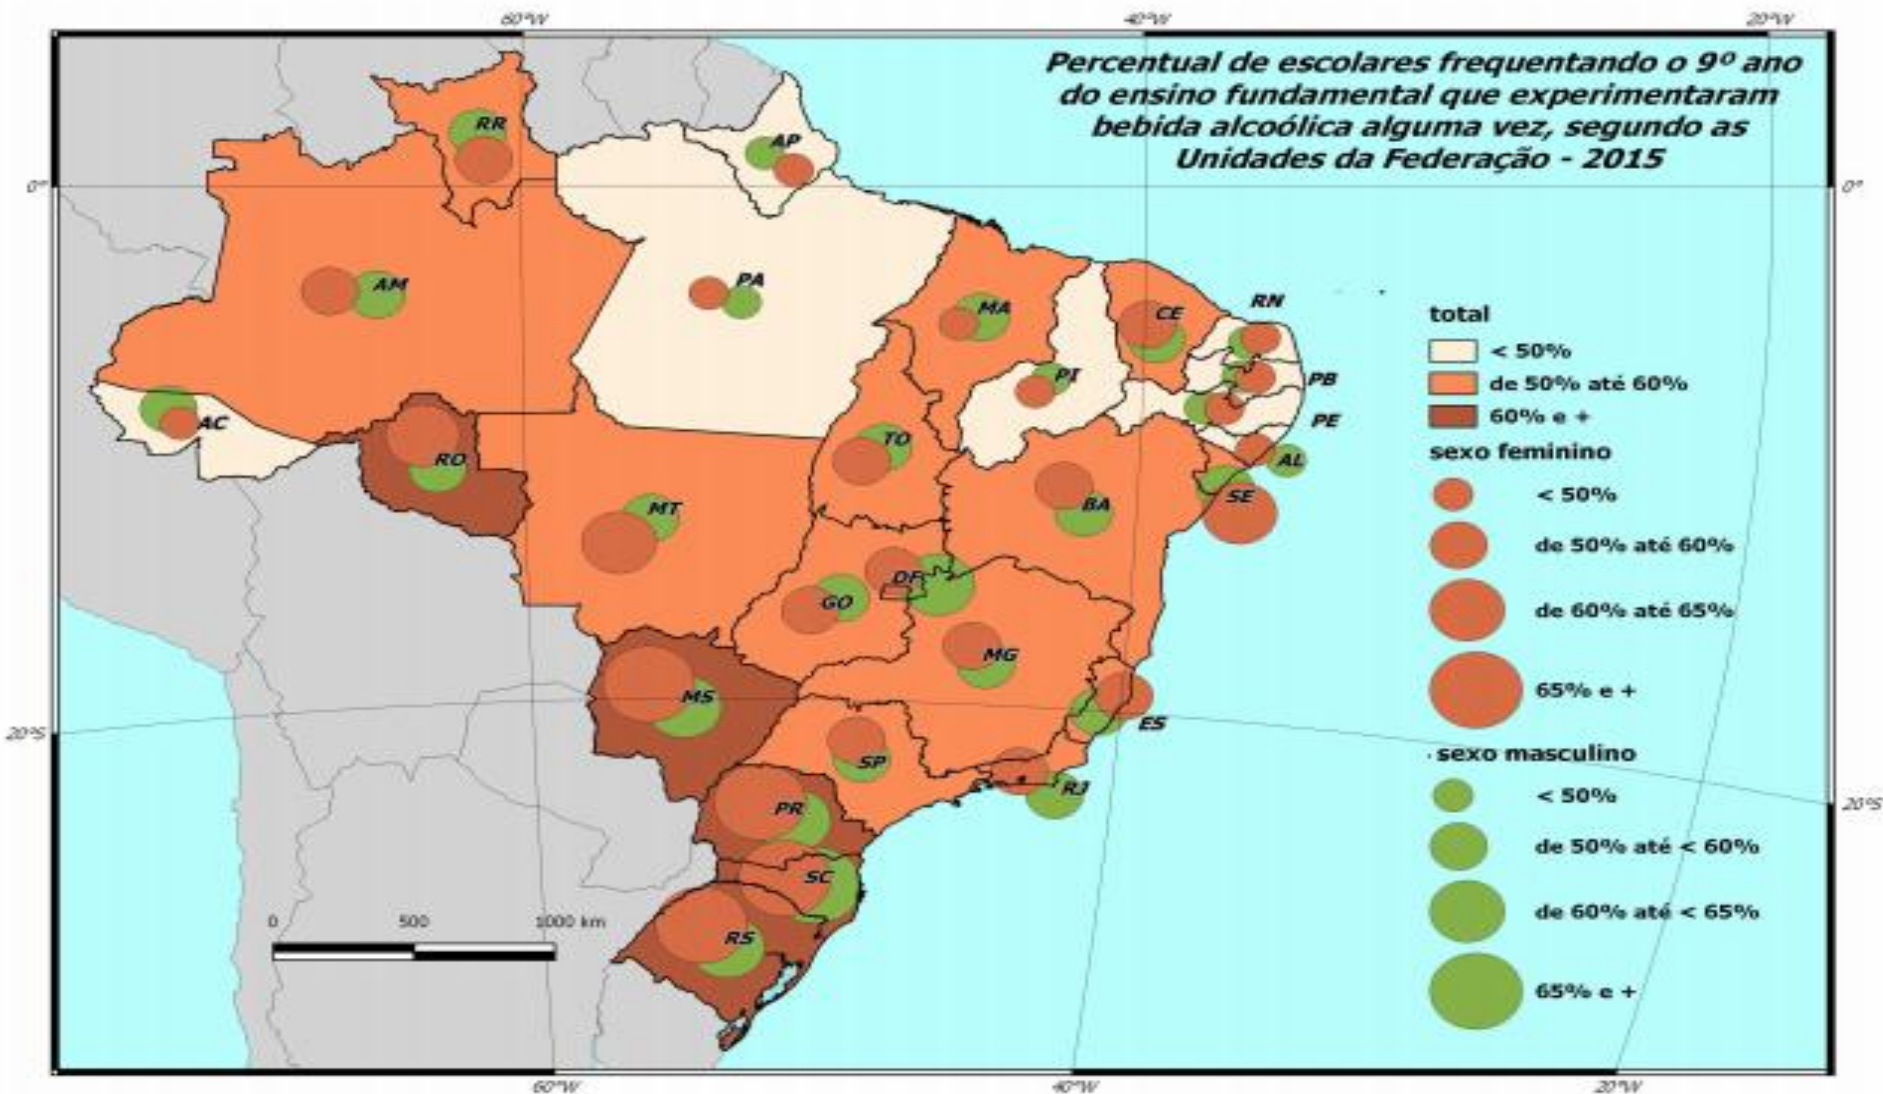 60°W
40°W
20°W
Percentual de escolares frequentando o 9º ano
do ensino fundamental que experimentaram
bebida alcoólica alguma vez, segundo as
Unidades da Federação - 2015
RR
AP
0°
0°
AM
PA
MA
CE
RN
PI
PB
AC
PE
TO
RO
AL
SE
MT
BA
DF
GO
MG
MS
ES
SP
RJ
PR
SC
RS
total
< 50%
de 50% até 60%
60% e +
sexo feminino
< 50%
de 50% até 60%
de 60% até 65%
65% e +
sexo masculino
< 50%
de 50% até < 60%
de 60% até < 65%
65% e +
20°S
20°S
0 500 1000 km
60°W
40°W
20°W